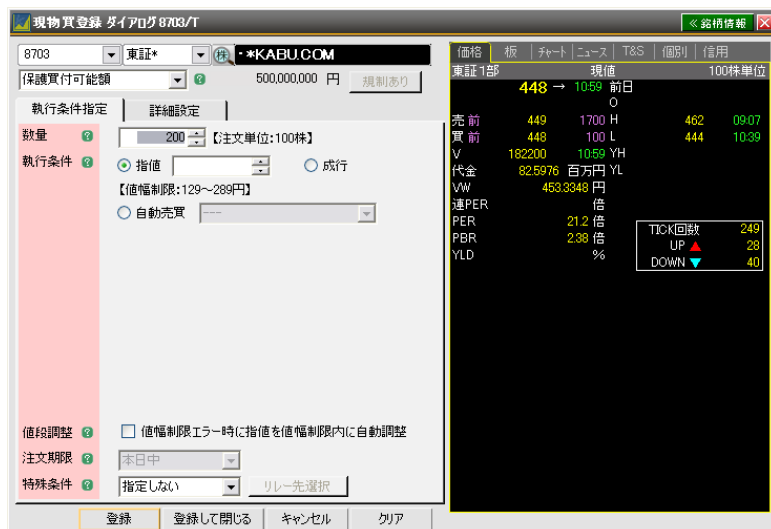 現物買登録 ダイアログ 8703/T
≪銘柄情報
8703 東証* 株 ・*KABU.COM
保護買付可能額 500,000,000 円 規制あり
執行条件指定 詳細設定
数量 200 【注文単位:100株】
執行条件 指値 成行
【値幅制限:129～289円】
自動売買 ---
値段調整 値幅制限エラー時に指値を値幅制限内に自動調整
注文期限 本日中
特殊条件 指定しない リレー先選択
登録 登録して閉じる キャンセル クリア
価格 板 チャート ニュース T&S 個別 信用
東証1部 現値 100株単位
448 → 10:59 前日
O
売 前 449 1700 H 462 09:07
買 前 448 100 L 444 10:39
V 182200 10:59 YH
代金 82.5976 百万円 YL
VW 453.3348 円
連PER 倍
PER 21.2 倍
PBR 2.38 倍
YLD %
TICK回数 249
UP ▲ 28
DOWN ▼ 40